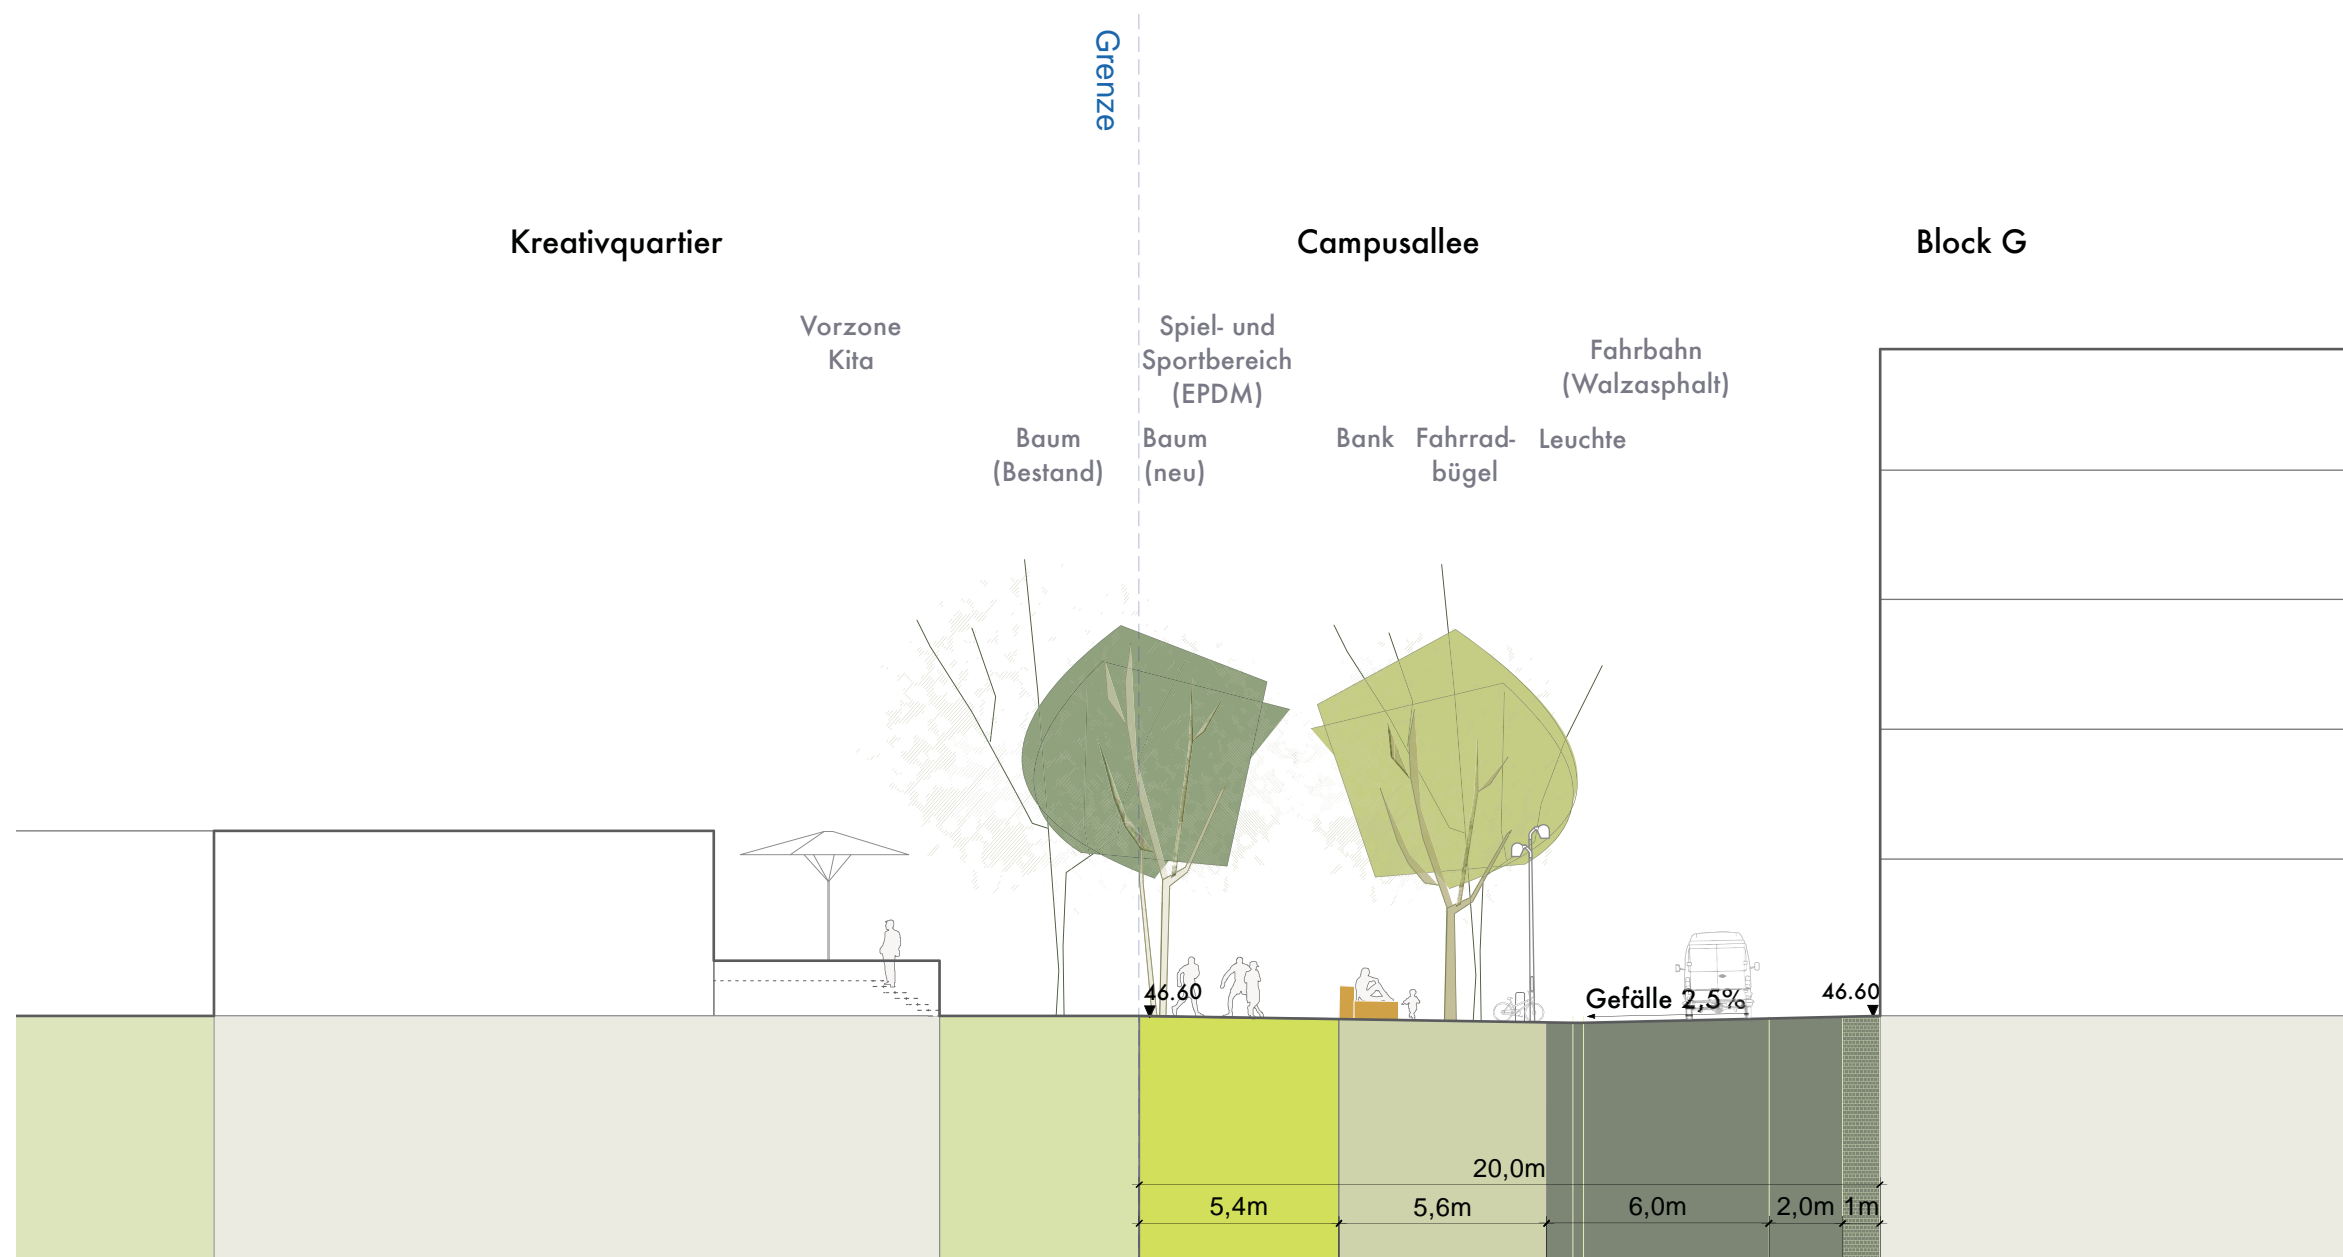 Grenze
Kreativquartier
Campusallee
Block G
Vorzone
Kita
Spiel- und
Sportbereich
(EPDM)
Fahrbahn
(Walzasphalt)
Baum
(Bestand)
Baum
(neu)
Bank
Fahrrad-
bügel
Leuchte
46.60
Gefälle 2,5%
46.60
20,0m
5,4m
5,6m
6,0m
2,0m
1m